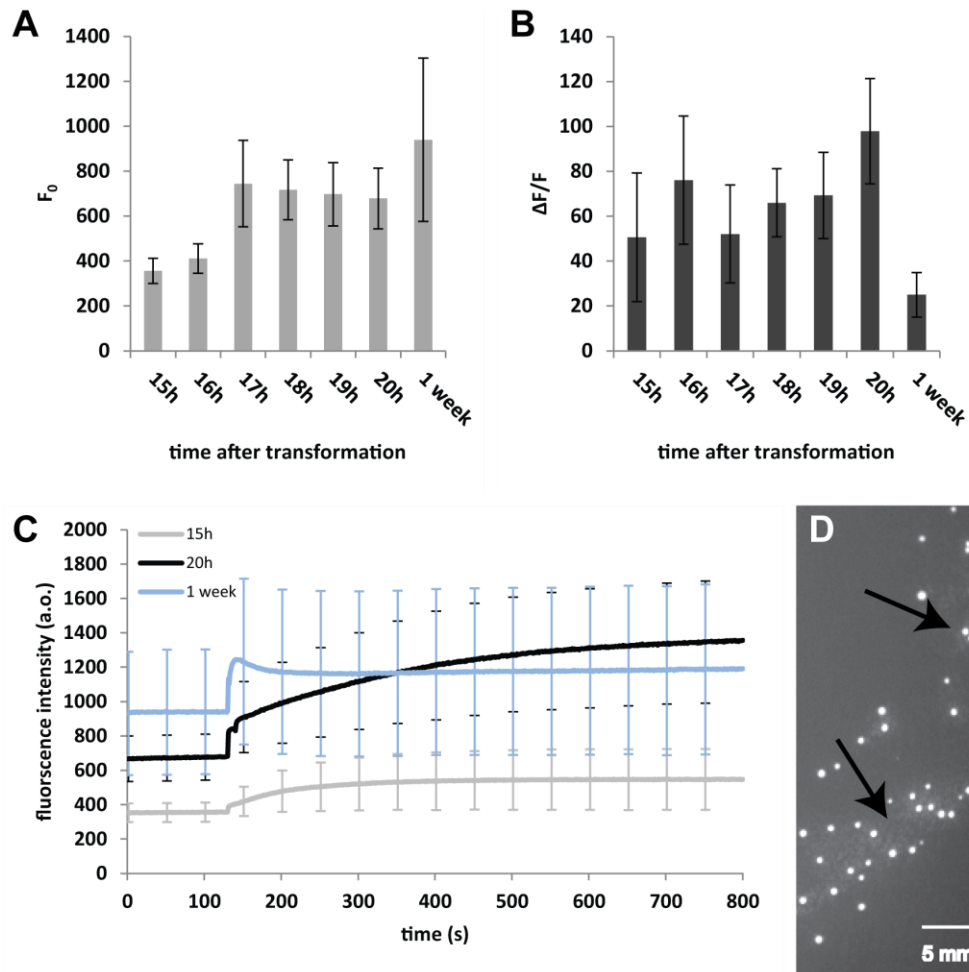 A
1400
1200
1000
800
600
400
200
0
F0
15h 16h 17h 18h 19h 20h 1 week
time after transformation
B
140
120
100
80
60
40
20
0
ΔF/F
15h 16h 17h 18h 19h 20h 1 week
time after transformation
C
2000
1800
1600
1400
1200
1000
800
600
400
200
0
fluorscence intensity (a.o.)
15h
20h
1 week
0 100 200 300 400 500 600 700 800
time (s)
D
5 mm